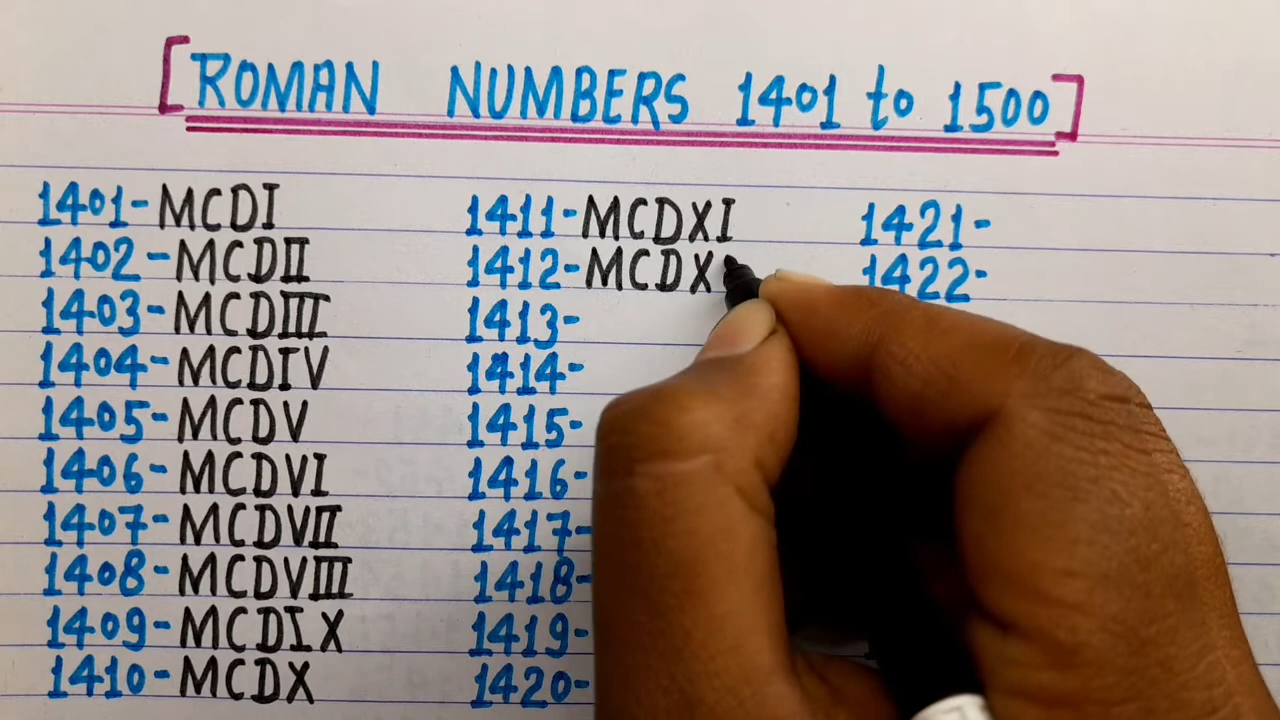 [ROMAN NUMBERS 1401 to 1500]
1401-MCDI
1402-MCDII
1403-MCDIII
1404-MCDIV
1405-MCDV
1406-MCDVI
1407-MCDVII
1408-MCDVIII
1409-MCDIX
1410-MCDX
1411-MCDXI
1412-MCDX
1413-
1414-
1415-
1416-
1417-
1418-
1419-
1420-
1421-
1422-